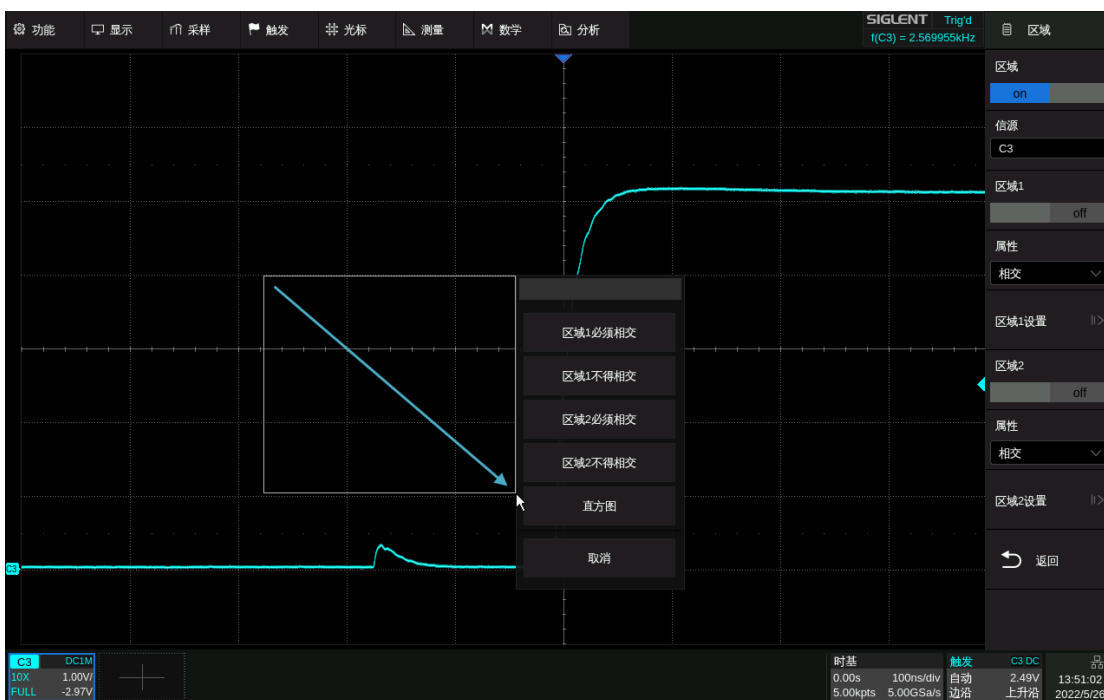 功能 显示 采样 触发 光标 测量 数学 分析 SIGLENT Trig'd 区域
f(C3) = 2.569955kHz
区域
on
信源
C3
区域1
off
属性
相交
区域1设置
区域2
off
属性
相交
区域2设置
返回
区域1必须相交
区域1不得相交
区域2必须相交
区域2不得相交
直方图
取消
C3
C3 DC1M
10X 1.00V/
FULL -2.97V
时基
0.00s 100ns/div
5.00kpts 5.00GSa/s
触发 C3 DC
自动 2.49V
边沿 上升沿
13:51:02
2022/5/26